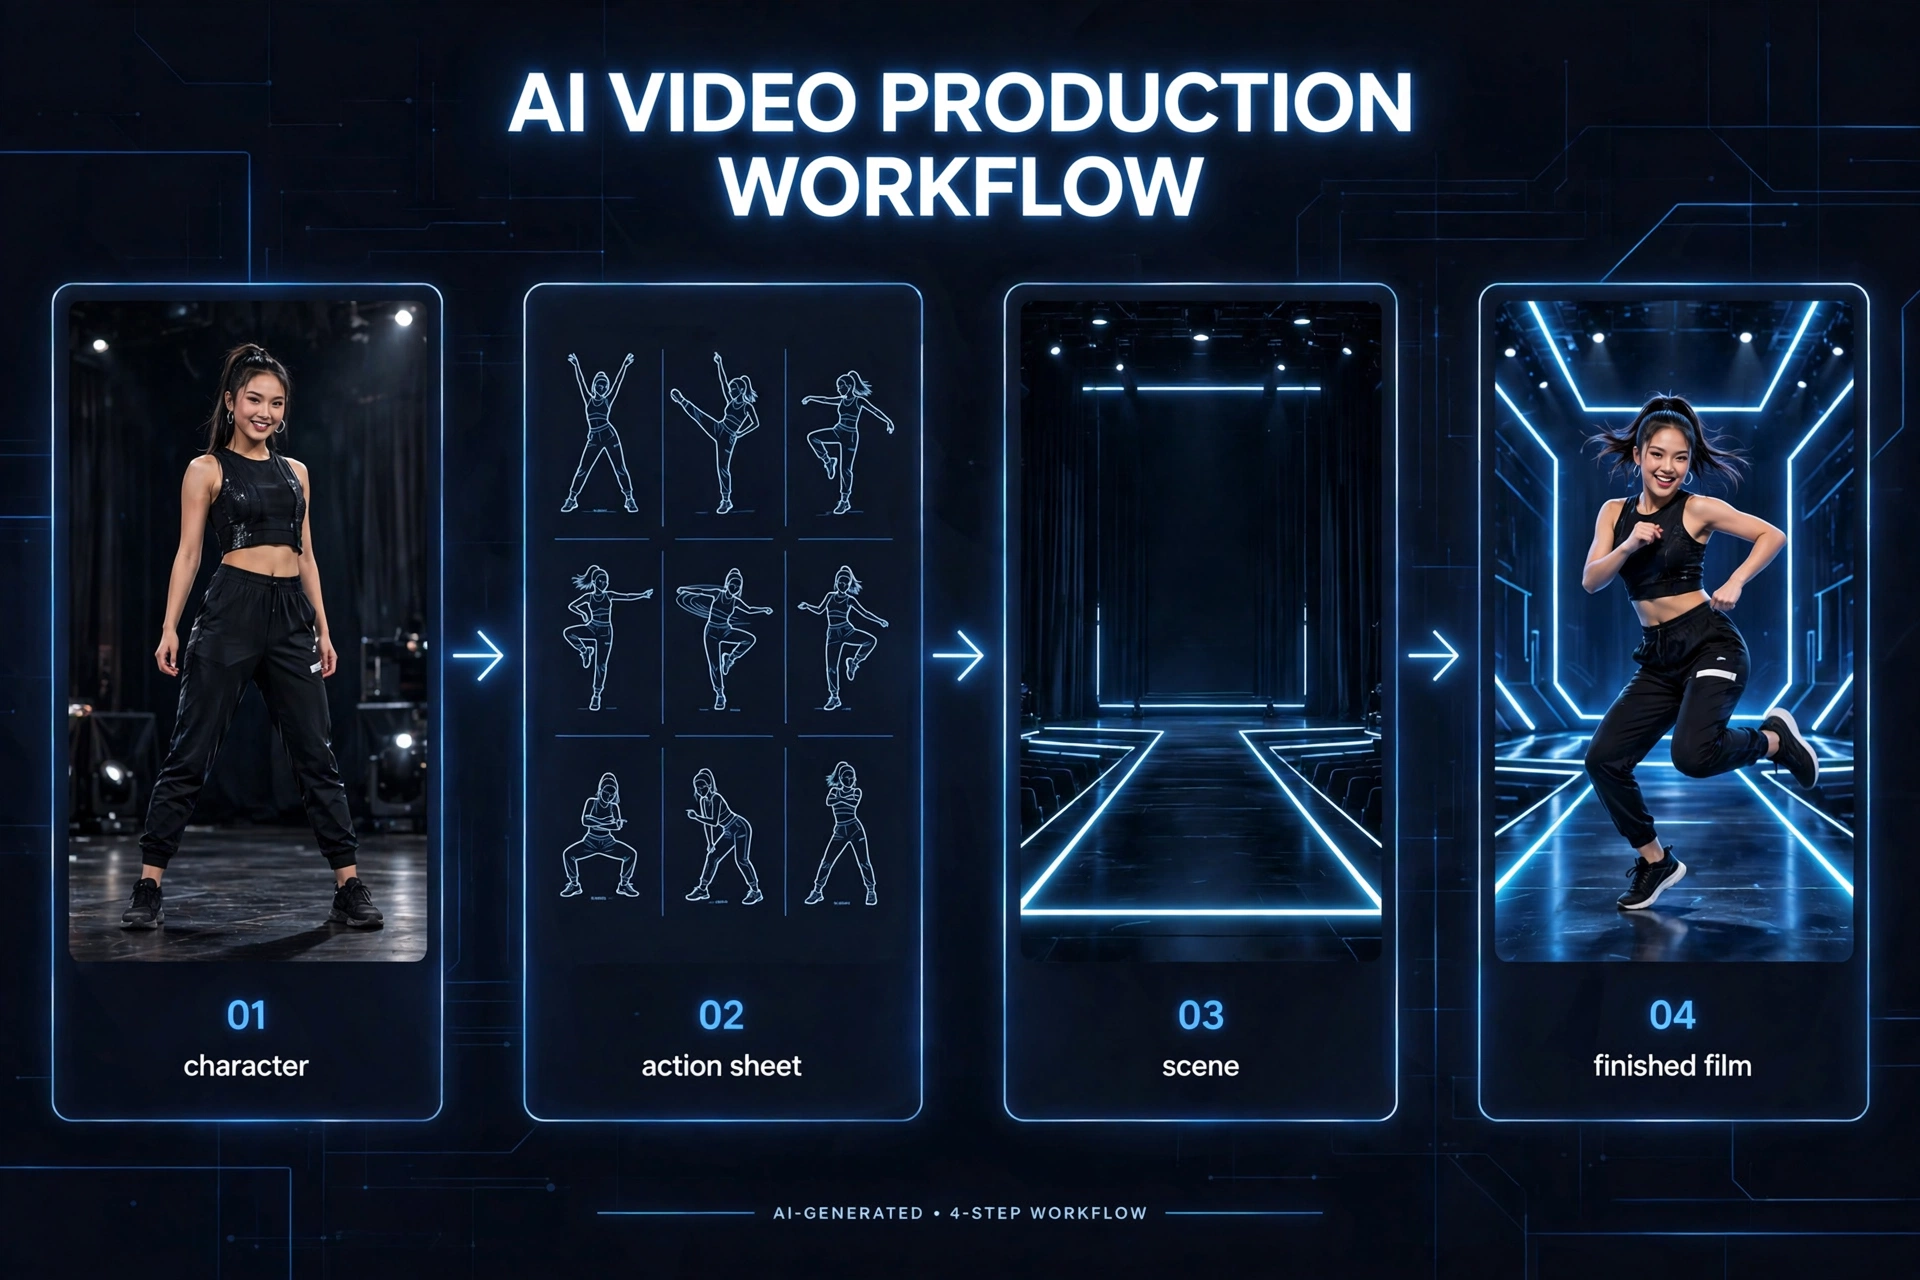 AI VIDEO PRODUCTION
WORKFLOW
01
character
02
action sheet
03
scene
04
finished film
AI-GENERATED • 4-STEP WORKFLOW